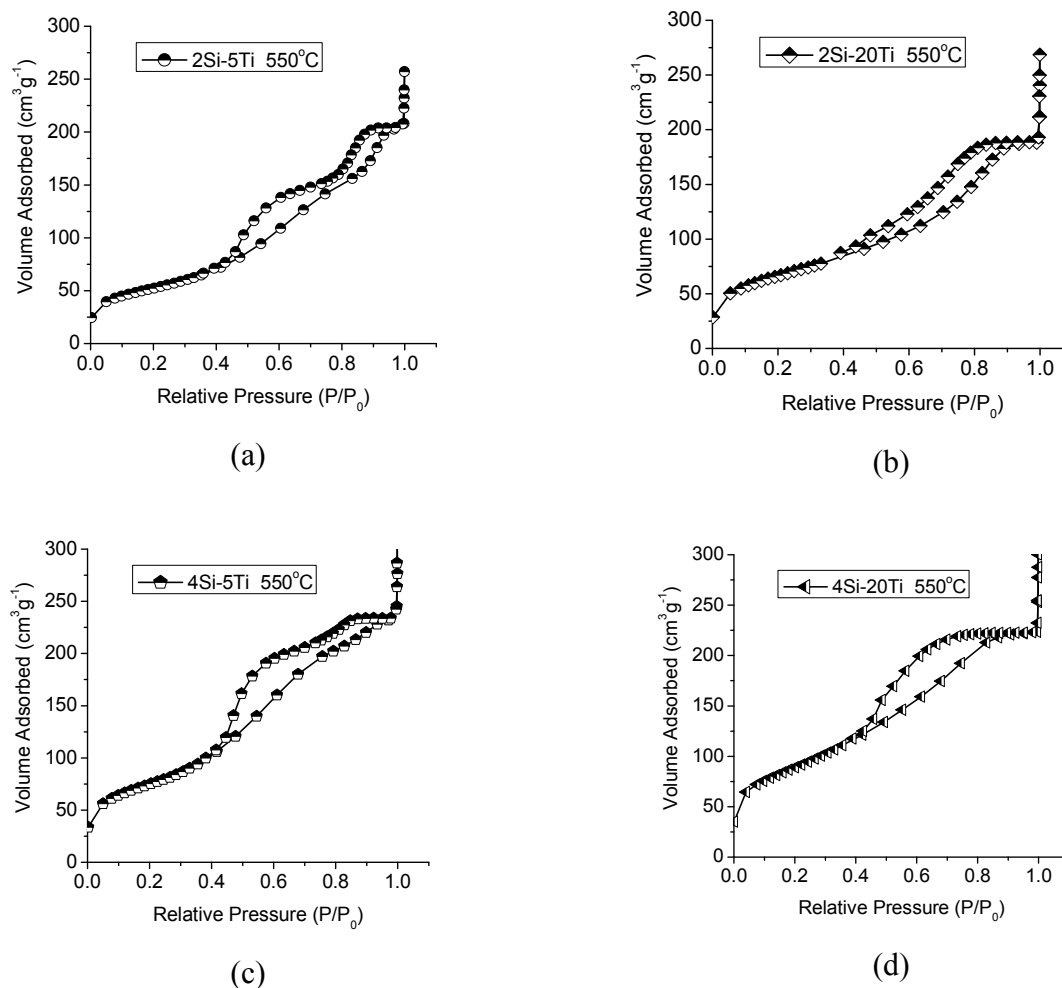 300
250
200
150
100
50
0
Volume Adsorbed (cm³g⁻¹)
2Si-5Ti 550°C
0.0 0.2 0.4 0.6 0.8 1.0
Relative Pressure (P/P₀)
(a)
300
250
200
150
100
50
0
Volume Adsorbed (cm³g⁻¹)
2Si-20Ti 550°C
0.0 0.2 0.4 0.6 0.8 1.0
Relative Pressure (P/P₀)
(b)
300
250
200
150
100
50
0
Volume Adsorbed (cm³g⁻¹)
4Si-5Ti 550°C
0.0 0.2 0.4 0.6 0.8 1.0
Relative Pressure (P/P₀)
(c)
300
250
200
150
100
50
0
Volume Adsorbed (cm³g⁻¹)
4Si-20Ti 550°C
0.0 0.2 0.4 0.6 0.8 1.0
Relative Pressure (P/P₀)
(d)